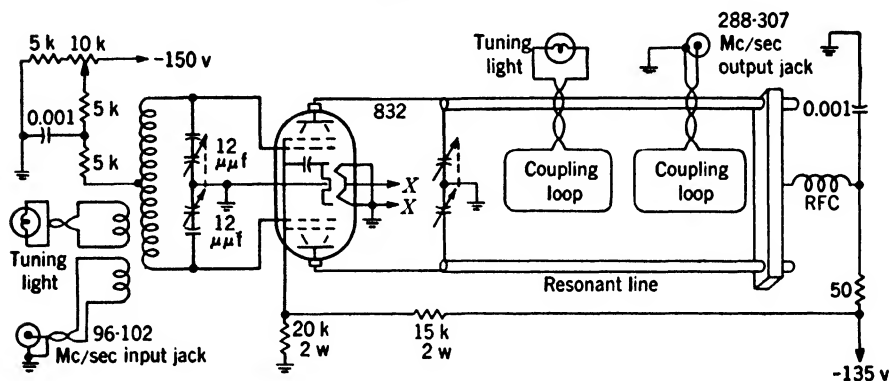 5 k 10 k
-150 v
5 k
0.001
5 k
12
μμf
12
μμf
Tuning
light
96-102
Mc/sec input jack
832
X
X
20 k
2 w
15 k
2 w
Tuning
light
Coupling
loop
288-307
Mc/sec
output jack
Coupling
loop
Resonant line
0.001
RFC
50
-135 v